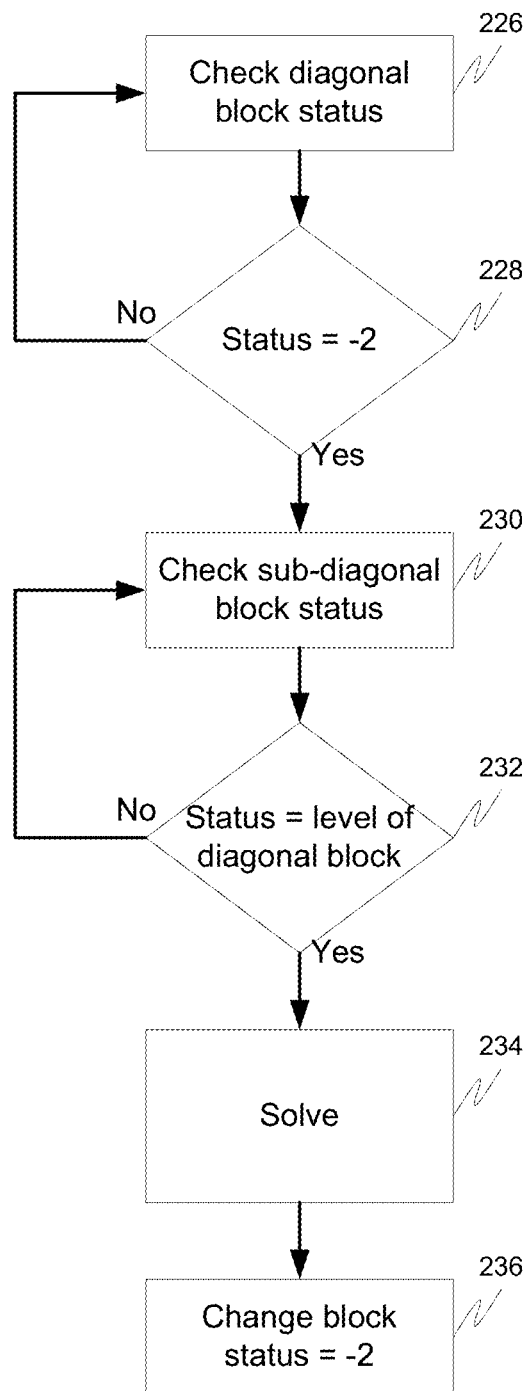 226
Check diagonal
block status
228
No
Status = -2
Yes
230
Check sub-diagonal
block status
232
No
Status = level of
diagonal block
Yes
234
Solve
236
Change block
status = -2